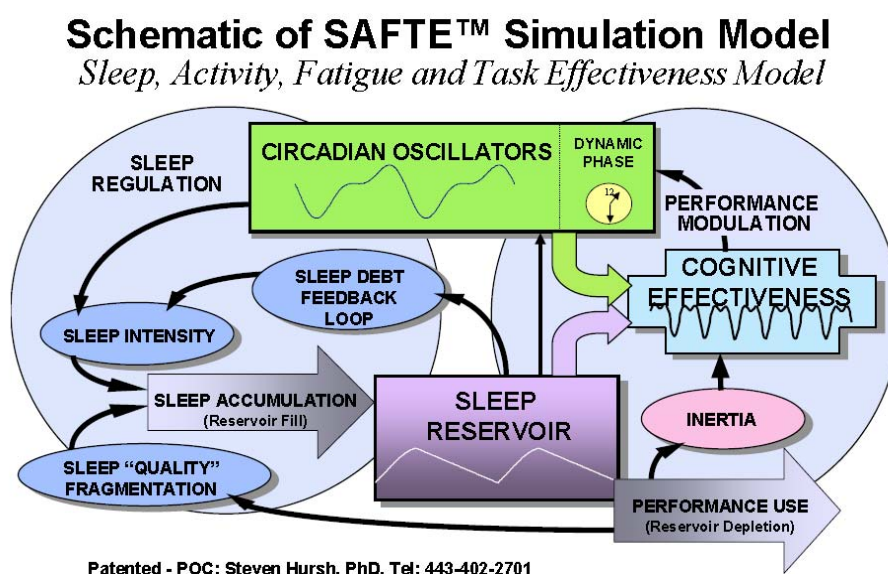 Schematic of SAFTE™ Simulation Model
Sleep, Activity, Fatigue and Task Effectiveness Model
SLEEP
REGULATION
CIRCADIAN OSCILLATORS
DYNAMIC
PHASE
12
PERFORMANCE
MODULATION
SLEEP DEBT
FEEDBACK
LOOP
COGNITIVE
EFFECTIVENESS
SLEEP INTENSITY
SLEEP ACCUMULATION
(Reservoir Fill)
SLEEP
RESERVOIR
INERTIA
SLEEP “QUALITY”
FRAGMENTATION
PERFORMANCE USE
(Reservoir Depletion)
Patented - POC: Steven Hursh, PhD, Tel: 443-402-2701